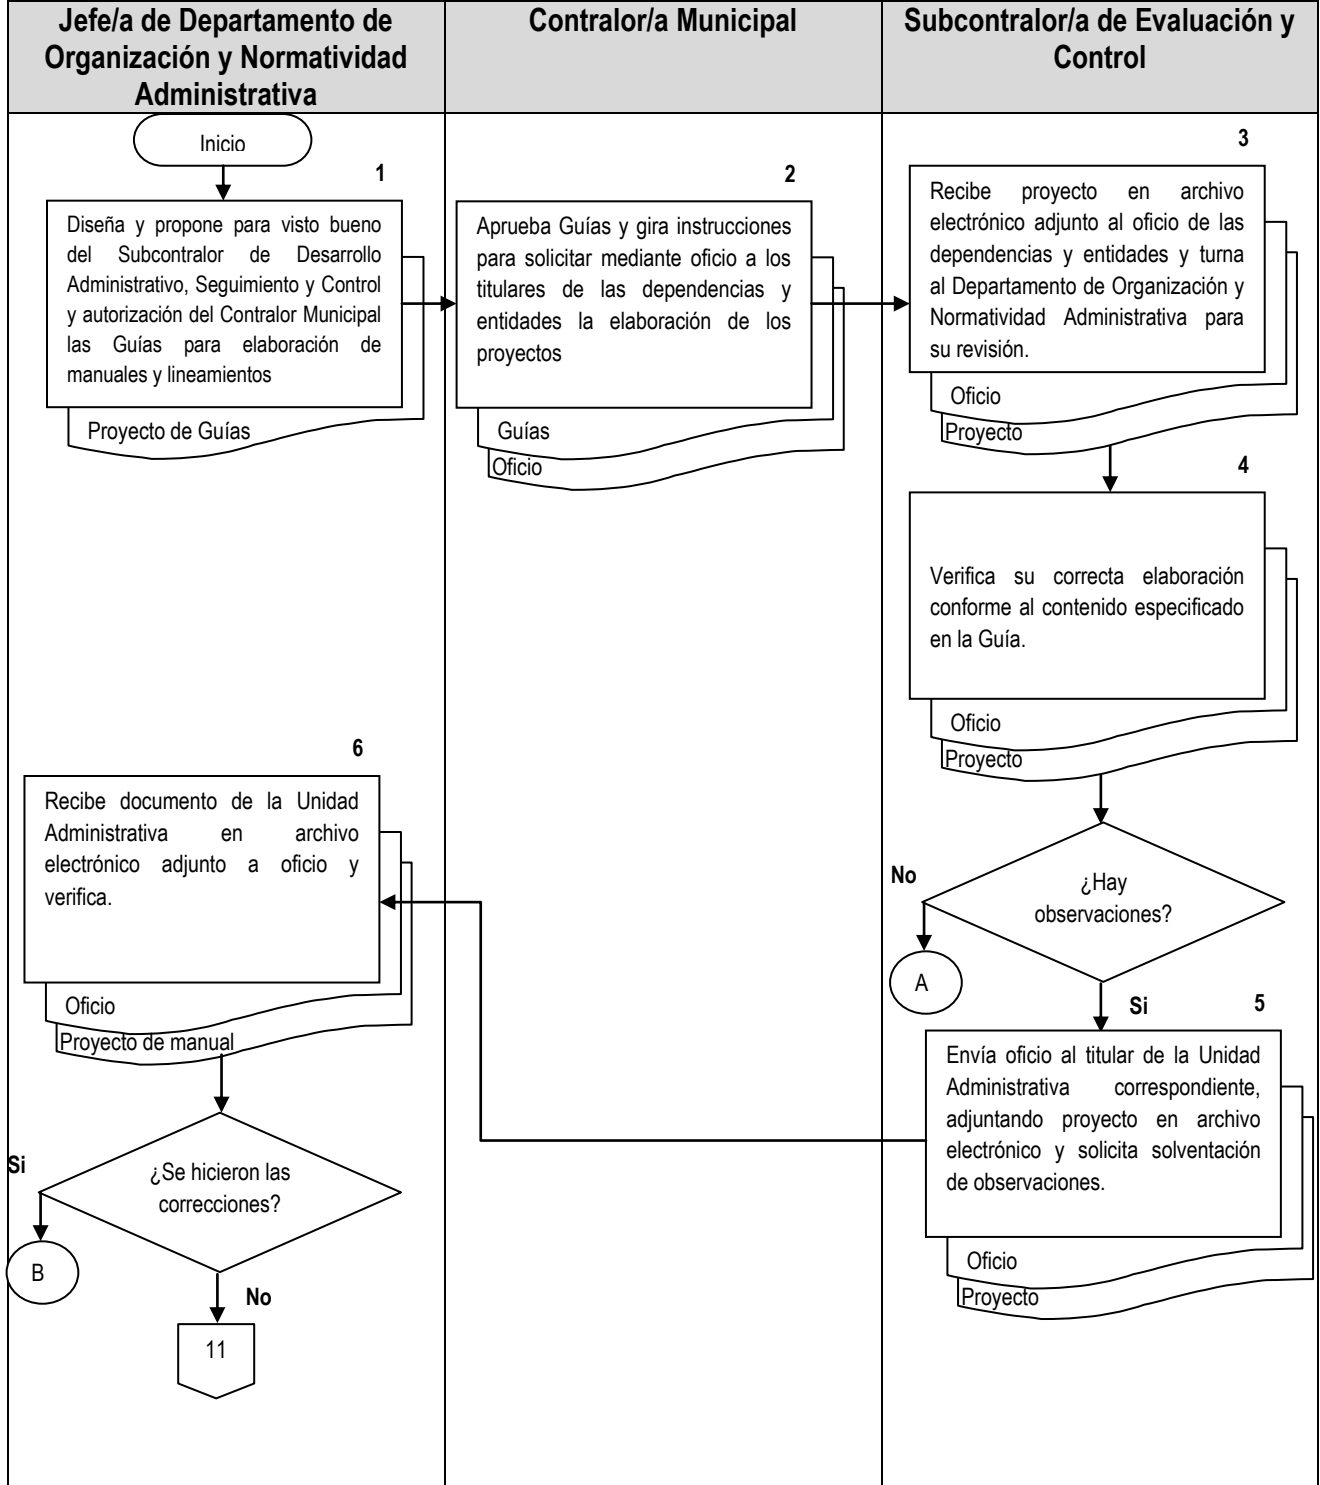 Jefe/a de Departamento de
Organización y Normatividad
Administrativa
Contralor/a Municipal
Subcontralor/a de Evaluación y
Control
Inicio
1
Diseña y propone para visto bueno
del Subcontralor de Desarrollo
Administrativo, Seguimiento y Control
y autorización del Contralor Municipal
las Guías para elaboración de
manuales y lineamientos
Proyecto de Guías
2
Aprueba Guías y gira instrucciones
para solicitar mediante oficio a los
titulares de las dependencias y
entidades la elaboración de los
proyectos
Guías
Oficio
3
Recibe proyecto en archivo
electrónico adjunto al oficio de las
dependencias y entidades y turna
al Departamento de Organización y
Normatividad Administrativa para
su revisión.
Oficio
Proyecto
4
Verifica su correcta elaboración
conforme al contenido especificado
en la Guía.
Oficio
Proyecto
¿Hay
observaciones?
No
A
Si
5
Envía oficio al titular de la Unidad
Administrativa correspondiente,
adjuntando proyecto en archivo
electrónico y solicita solventación
de observaciones.
Oficio
Proyecto
6
Recibe documento de la Unidad
Administrativa en archivo
electrónico adjunto a oficio y
verifica.
Oficio
Proyecto de manual
¿Se hicieron las
correcciones?
Si
B
No
11